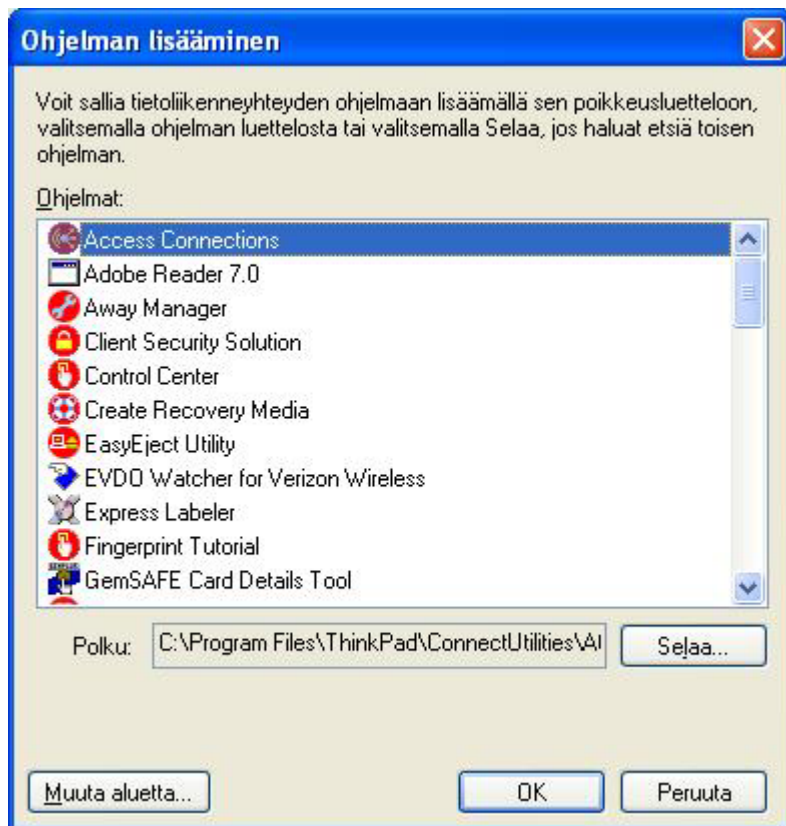 Ohjelman lisääminen
Voit sallia tietoliikenneyhteyden ohjelmaan lisäämällä sen poikkeusluetteloon,
valitsemalla ohjelman luettelosta tai valitsemalla Selaa, jos haluat etsiä toisen
ohjelman.
Ohjelmat:
Access Connections
Adobe Reader 7.0
Away Manager
Client Security Solution
Control Center
Create Recovery Media
EasyEject Utility
EVDO Watcher for Verizon Wireless
Express Labeler
Fingerprint Tutorial
GemSAFE Card Details Tool
Polku: C:\Program Files\ThinkPad\ConnectUtilities\A Selaa...
Muuta aluetta... OK Peruuta